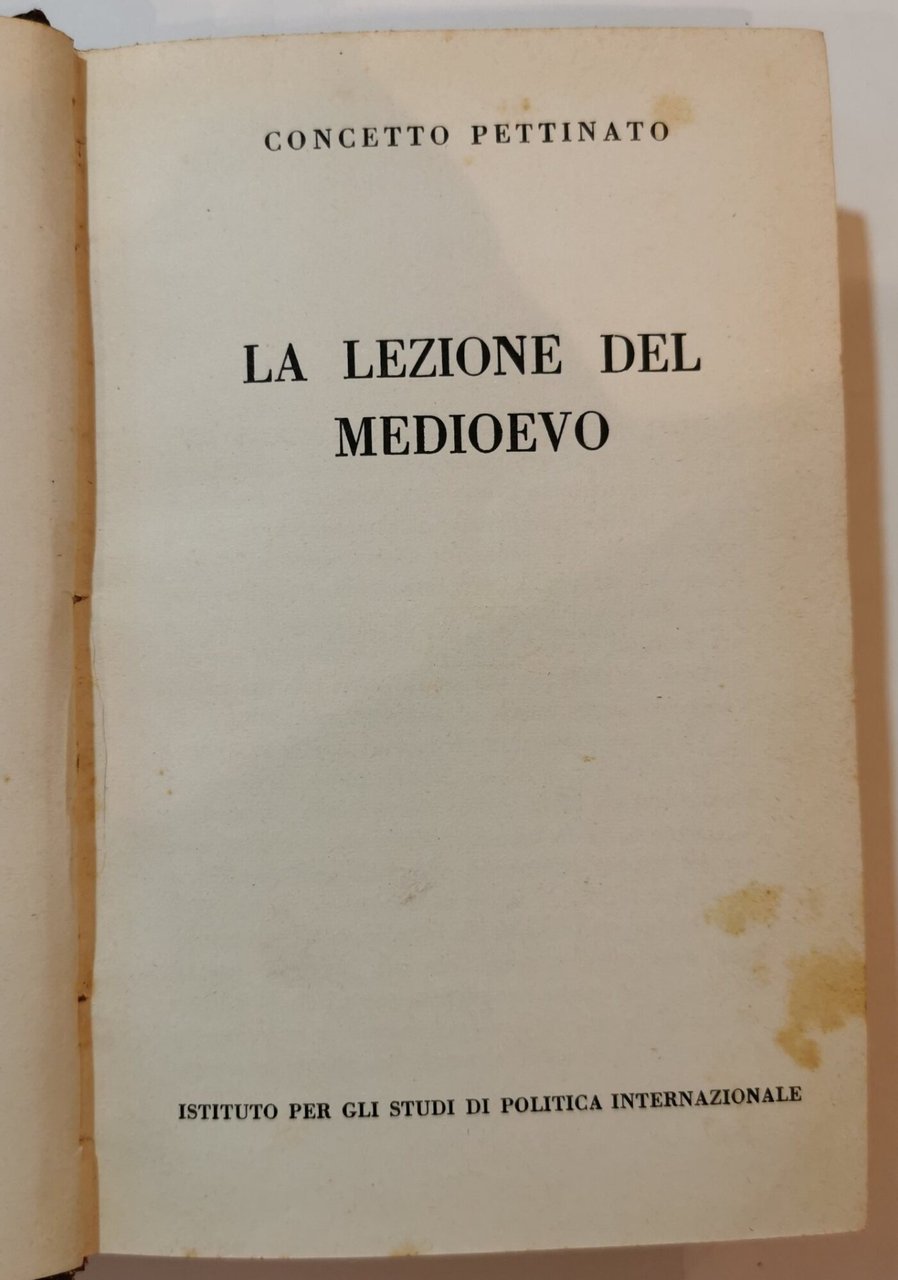 CONCETTO PETTINATO
LA LEZIONE DEL
MEDIOEVO
ISTITUTO PER GLI STUDI DI POLITICA INTERNAZIONALE